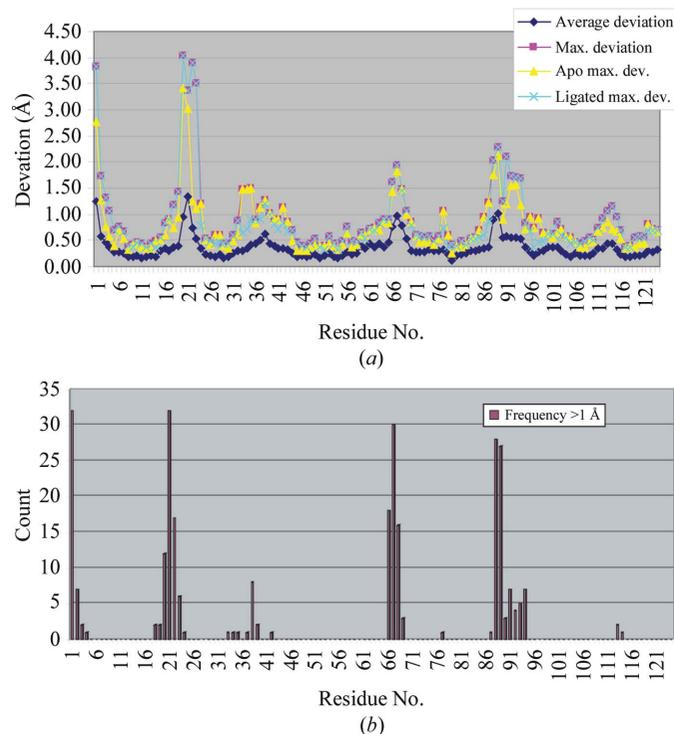 Average deviation
Max. deviation
Apo max. dev.
Ligated max. dev.
4.50
4.00
3.50
3.00
2.50
2.00
1.50
1.00
0.50
0.00
Devation (Å)
1 6 11 16 21 26 31 36 41 46 51 56 61 66 71 76 81 86 91 96 101 106 111 116 121
Residue No.
(a)
35
30
25
20
15
10
5
0
Count
Frequency >1 Å
1 6 11 16 21 26 31 36 41 46 51 56 61 66 71 76 81 86 91 96 101 106 111 116 121
Residue No.
(b)